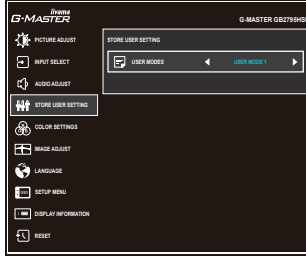 iiyama
G-MASTER
G-MASTER GB2795HSU
PICTURE ADJUST
INPUT SELECT
AUDIO ADJUST
STORE USER SETTING
COLOR SETTINGS
IMAGE ADJUST
LANGUAGE
OSD SETUP MENU
DISPLAY INFORMATION
RESET
STORE USER SETTING
USER MODES
USER MODE 1